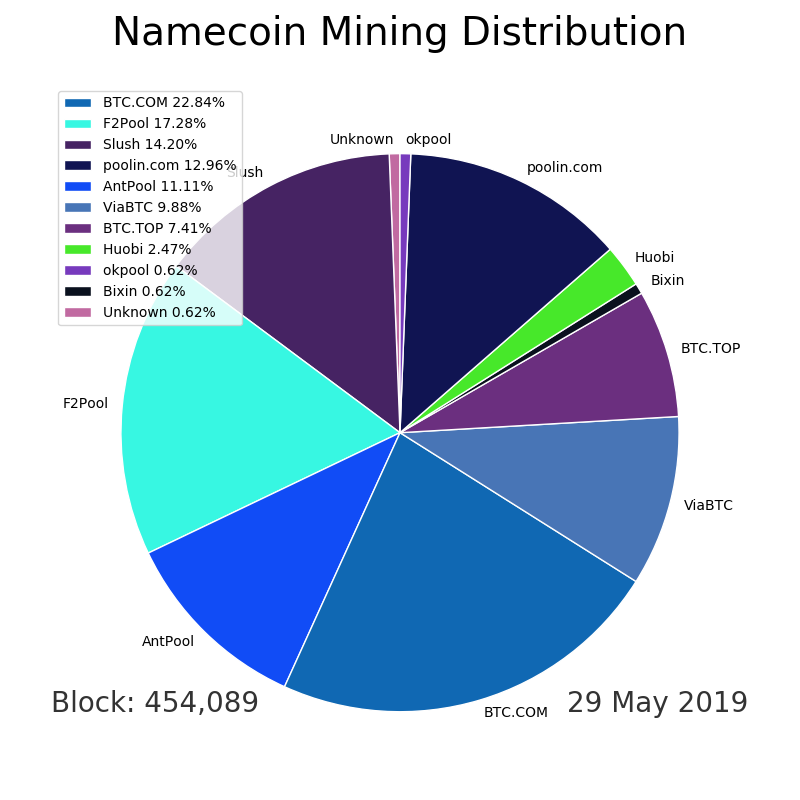 Namecoin Mining Distribution
BTC.COM 22.84%
F2Pool 17.28%
Slush 14.20%
poolin.com 12.96%
AntPool 11.11%
ViaBTC 9.88%
BTC.TOP 7.41%
Huobi 2.47%
okpool 0.62%
Bixin 0.62%
Unknown 0.62%
Unknown
okpool
Slush
poolin.com
Huobi
Bixin
BTC.TOP
F2Pool
ViaBTC
AntPool
BTC.COM
Block: 454,089
29 May 2019